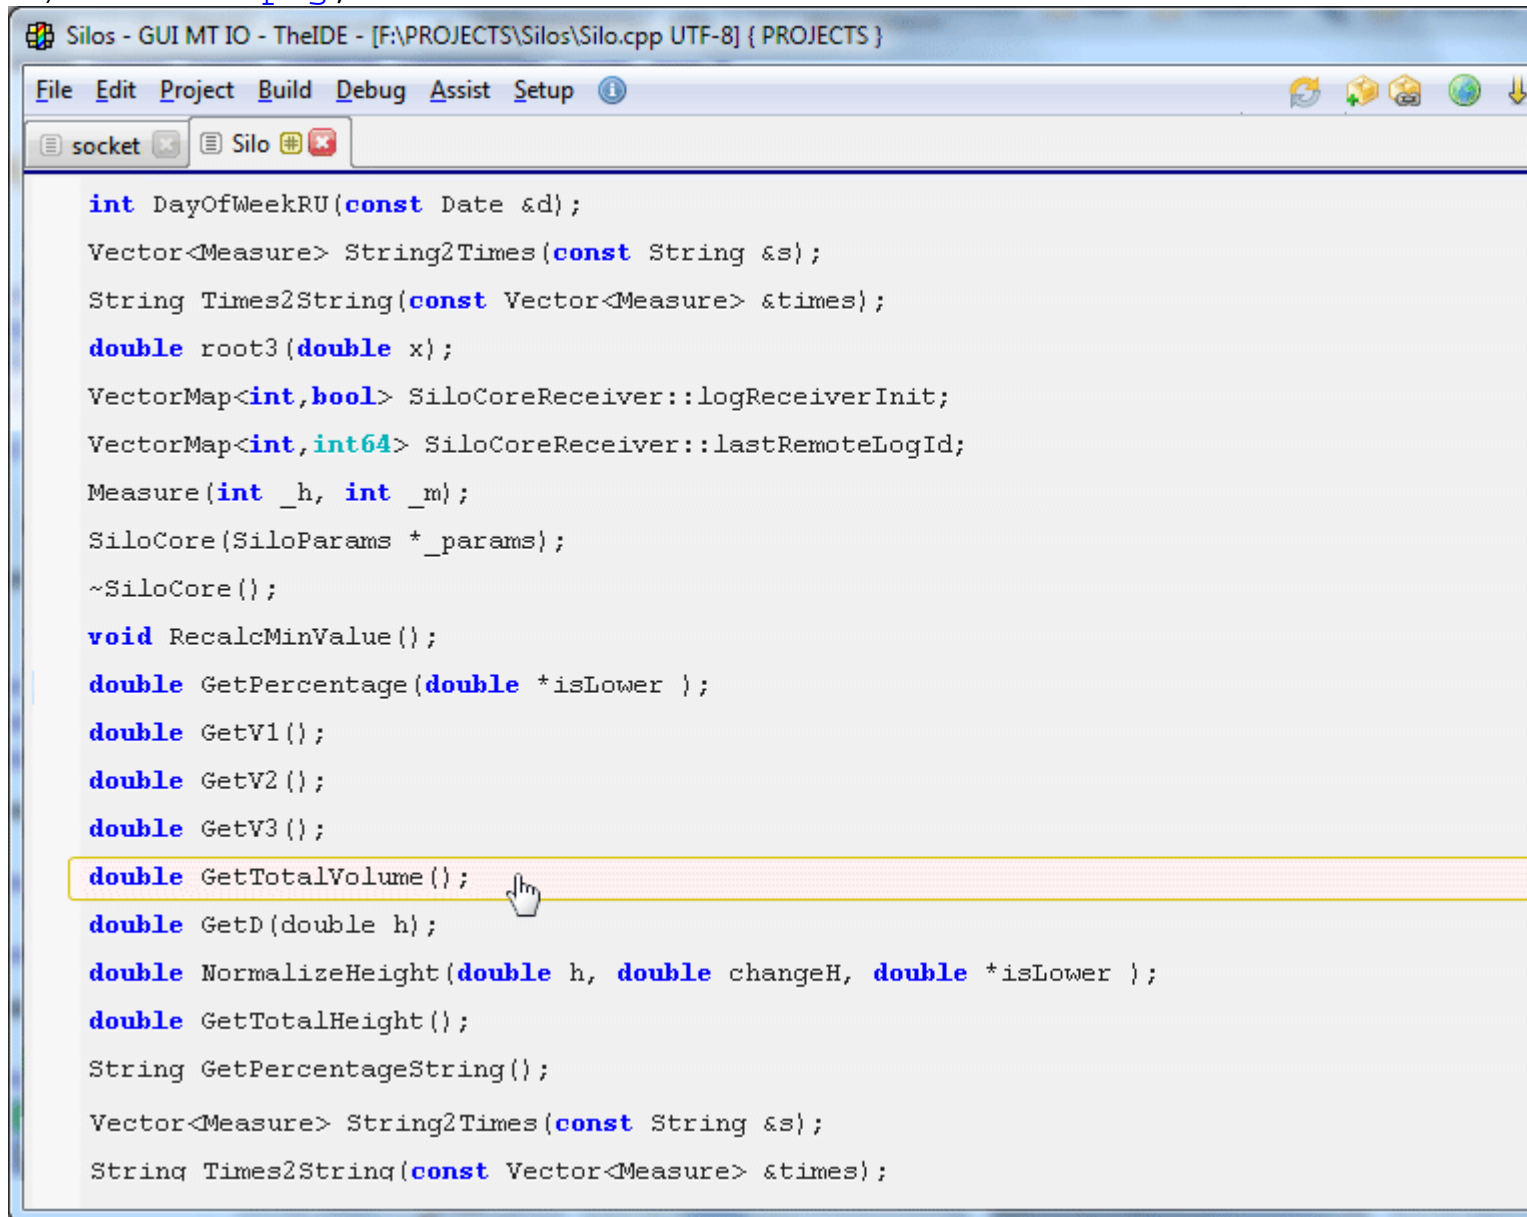 Silos - GUI MT IO - TheIDE - [F:\PROJECTS\Silos\Silo.cpp UTF-8] { PROJECTS }
File Edit Project Build Debug Assist Setup
socket Silo
int DayOfWeekRU(const Date &d);
Vector<Measure> String2Times(const String &s);
String Times2String(const Vector<Measure> &times);
double root3(double x);
VectorMap<int,bool> SiloCoreReceiver::logReceiverInit;
VectorMap<int,int64> SiloCoreReceiver::lastRemoteLogId;
Measure(int _h, int _m);
SiloCore(SiloParams *_params);
~SiloCore();
void RecalcMinValue();
double GetPercentage(double *isLower );
double GetV1();
double GetV2();
double GetV3();
double GetTotalVolume();
double GetD(double h);
double NormalizeHeight(double h, double changeH, double *isLower );
double GetTotalHeight();
String GetPercentageString();
Vector<Measure> String2Times(const String &s);
String Times2String(const Vector<Measure> &times);